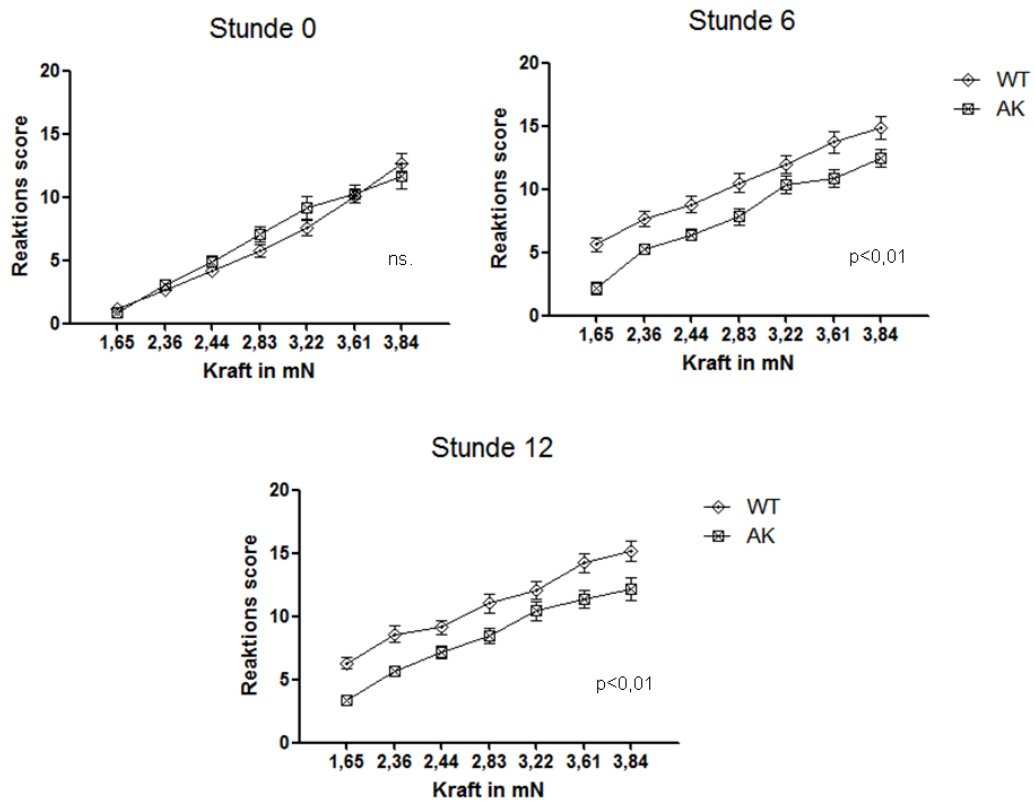 Stunde 0
Reaktions score
20
15
10
5
0
ns.
1,65 2,36 2,44 2,83 3,22 3,61 3,84
Kraft in mN
Stunde 6
Reaktions score
20
15
10
5
0
WT
AK
p<0,01
1,65 2,36 2,44 2,83 3,22 3,61 3,84
Kraft in mN
Stunde 12
Reaktions score
20
15
10
5
0
WT
AK
p<0,01
1,65 2,36 2,44 2,83 3,22 3,61 3,84
Kraft in mN